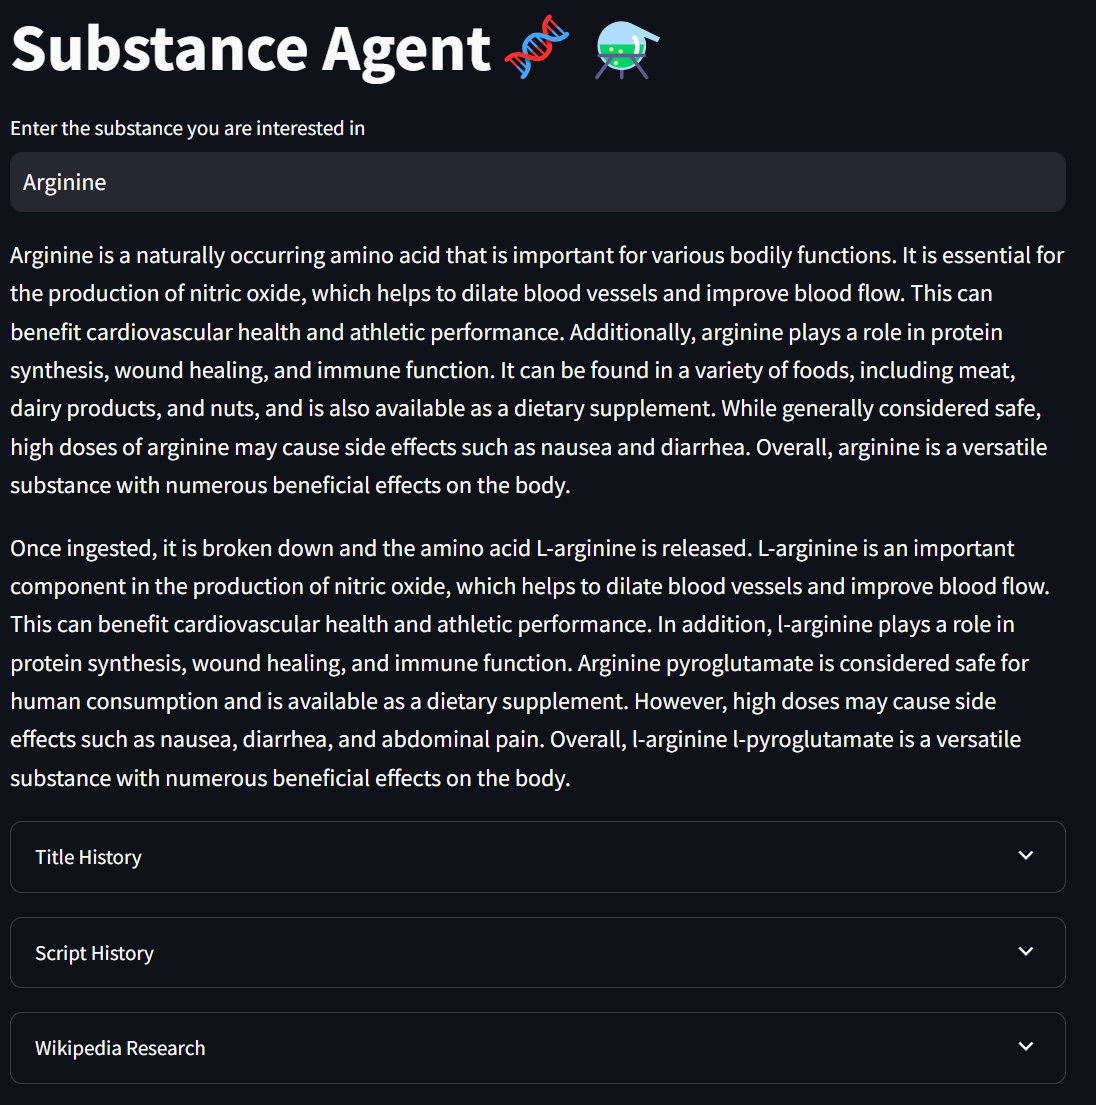 Substance Agent
Enter the substance you are interested in
Arginine
Arginine is a naturally occurring amino acid that is important for various bodily functions. It is essential for
the production of nitric oxide, which helps to dilate blood vessels and improve blood flow. This can
benefit cardiovascular health and athletic performance. Additionally, arginine plays a role in protein
synthesis, wound healing, and immune function. It can be found in a variety of foods, including meat,
dairy products, and nuts, and is also available as a dietary supplement. While generally considered safe,
high doses of arginine may cause side effects such as nausea and diarrhea. Overall, arginine is a versatile
substance with numerous beneficial effects on the body.
Once ingested, it is broken down and the amino acid L-arginine is released. L-arginine is an important
component in the production of nitric oxide, which helps to dilate blood vessels and improve blood flow.
This can benefit cardiovascular health and athletic performance. In addition, l-arginine plays a role in
protein synthesis, wound healing, and immune function. Arginine pyroglutamate is considered safe for
human consumption and is available as a dietary supplement. However, high doses may cause side
effects such as nausea, diarrhea, and abdominal pain. Overall, l-arginine l-pyroglutamate is a versatile
substance with numerous beneficial effects on the body.
Title History
Script History
Wikipedia Research